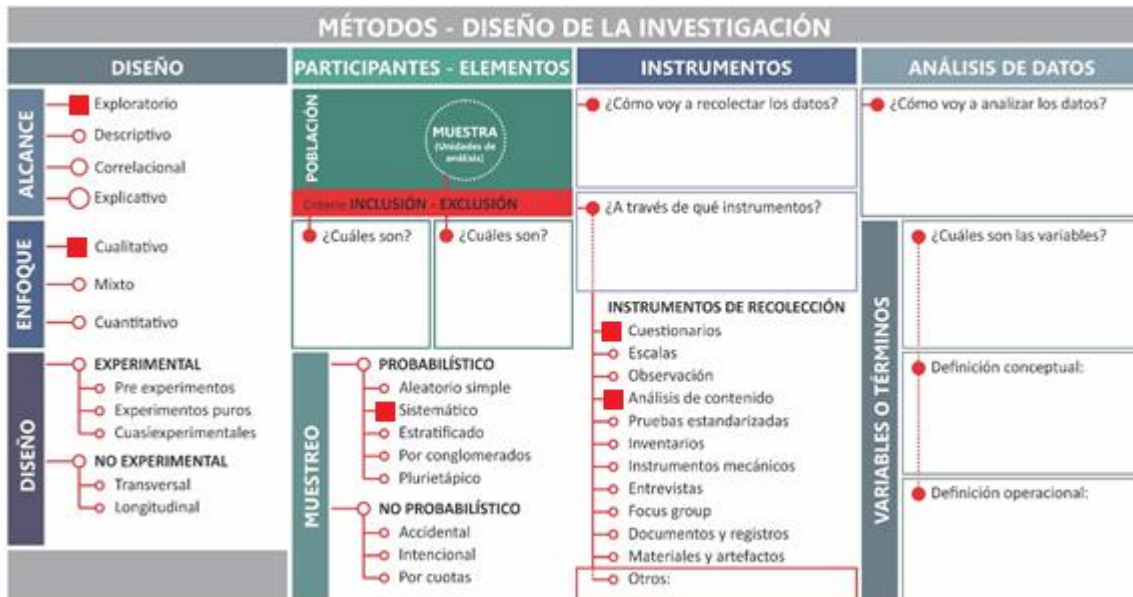 MÉTODOS - DISEÑO DE LA INVESTIGACIÓN
DISEÑO
ALCANCE
Exploratorio
Descriptivo
Correlacional
Explicativo
ENFOQUE
Cualitativo
Mixto
Cuantitativo
DISEÑO
EXPERIMENTAL
Pre experimentos
Experimentos puros
Cuasiexperimentales
NO EXPERIMENTAL
Transversal
Longitudinal
PARTICIPANTES - ELEMENTOS
POBLACIÓN
MUESTRA
(Unidades de
análisis)
Criterio INCLUSIÓN - EXCLUSIÓN
¿Cuáles son?
¿Cuáles son?
MUESTREO
PROBABILÍSTICO
Aleatorio simple
Sistemático
Estratificado
Por conglomerados
Plurietápico
NO PROBABILÍSTICO
Accidental
Intencional
Por cuotas
INSTRUMENTOS
¿Cómo voy a recolectar los datos?
¿A través de qué instrumentos?
INSTRUMENTOS DE RECOLECCIÓN
Cuestionarios
Escalas
Observación
Análisis de contenido
Pruebas estandarizadas
Inventarios
Instrumentos mecánicos
Entrevistas
Focus group
Documentos y registros
Materiales y artefactos
Otros:
ANÁLISIS DE DATOS
¿Cómo voy a analizar los datos?
VARIABLES O TÉRMINOS
¿Cuáles son las variables?
Definición conceptual:
Definición operacional: